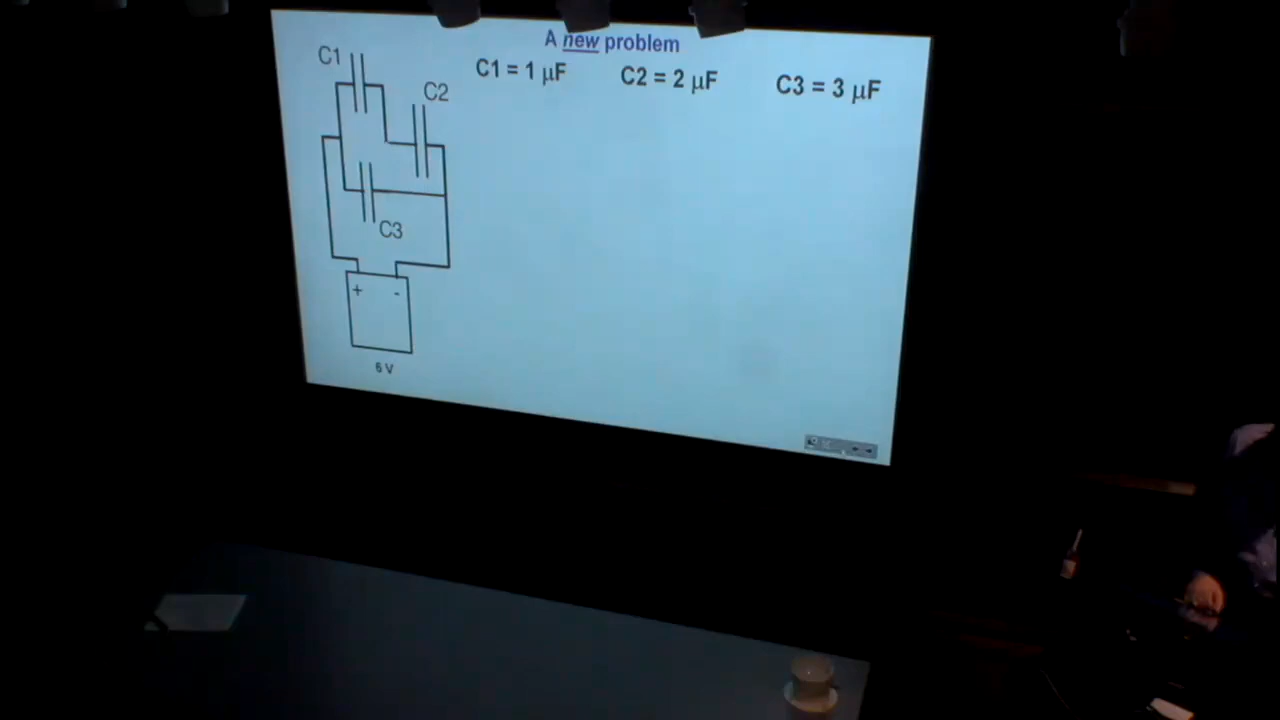 A new problem
C1 = 1 μF C2 = 2 μF C3 = 3 μF
C1
C2
C3
+ -
6 V